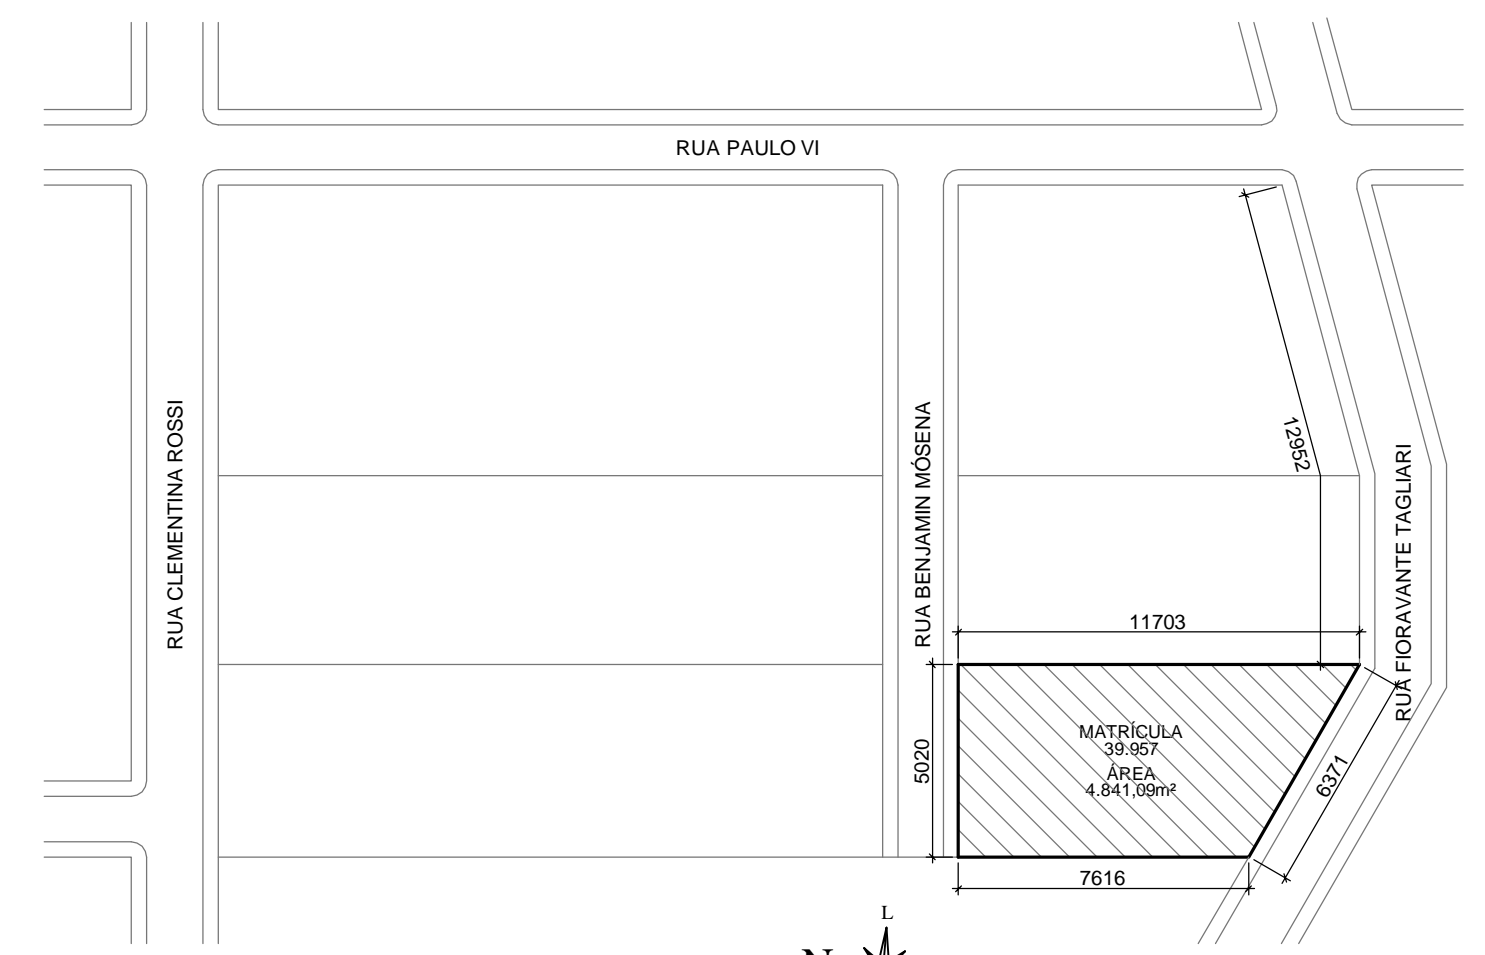 RUA PAULO VI
RUA CLEMENTINA ROSSI
RUA BENJAMIN MÓSENA
12952
RUA FIORAVANTE TAGLIARI
11703
5020
MATRÍCULA
39.957
ÁREA
4.841,09m²
6371
7616
L
N